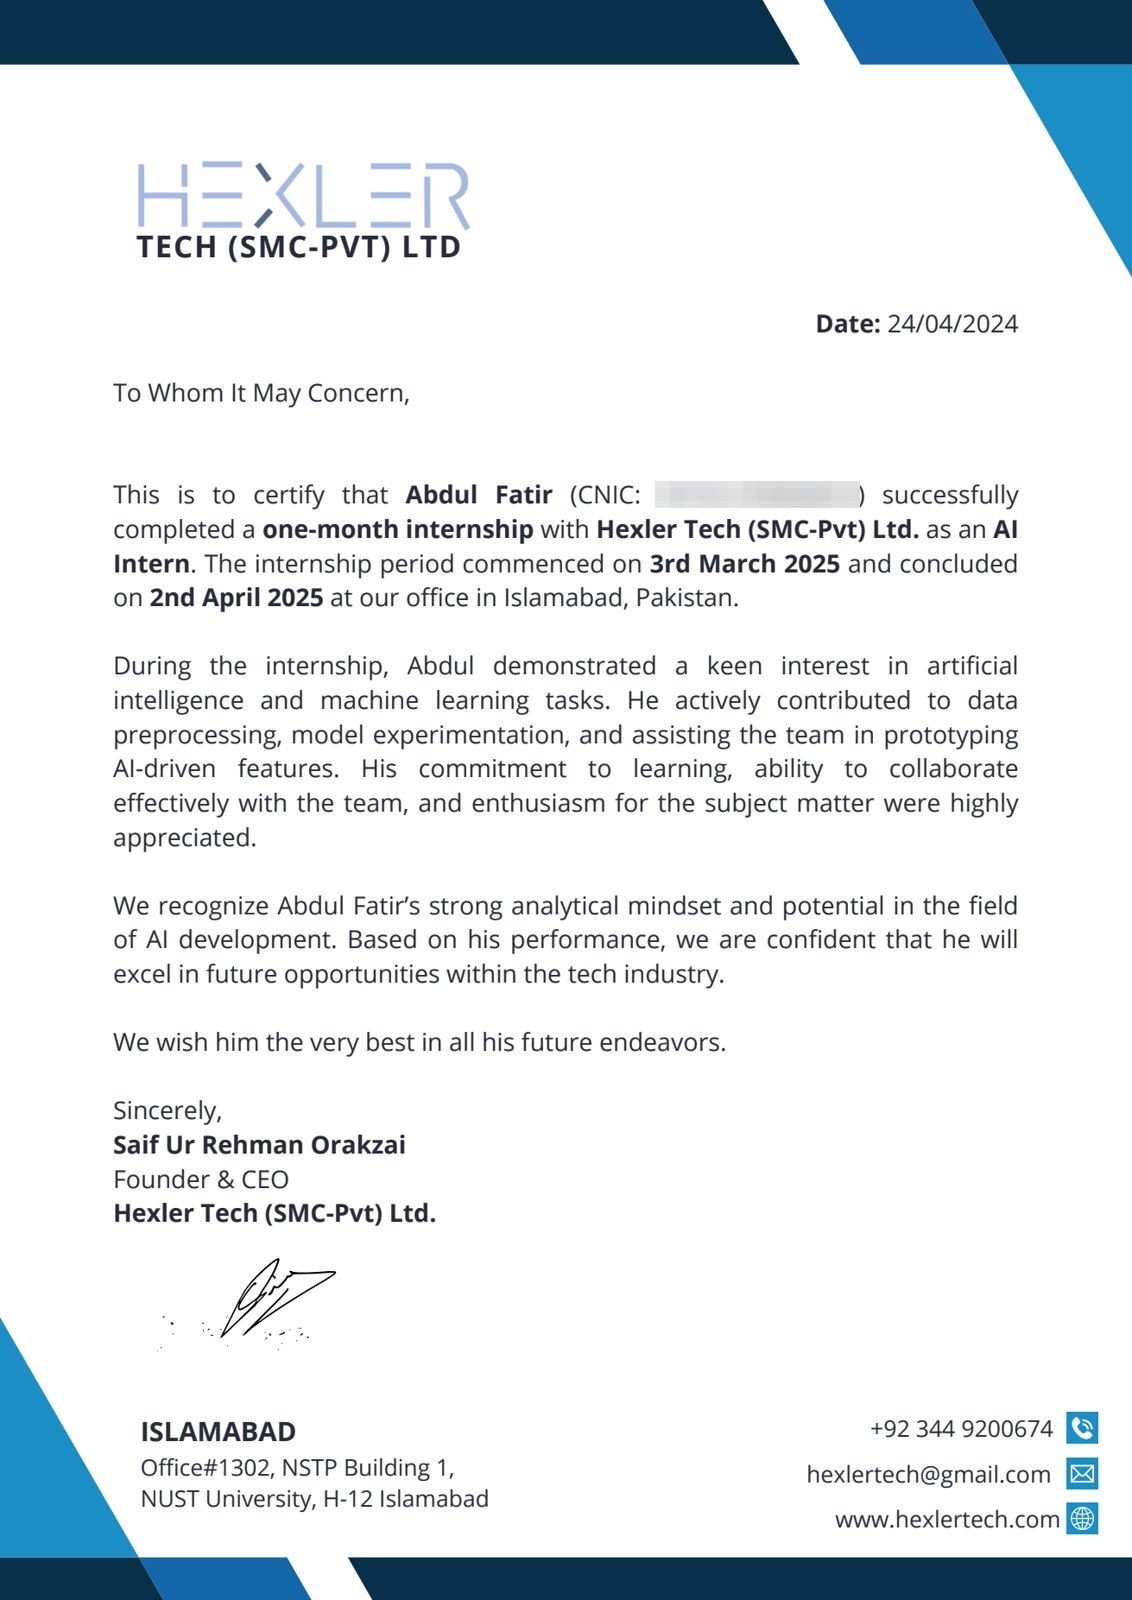 HEXLER
TECH (SMC-PVT) LTD
Date: 24/04/2024
To Whom It May Concern,
This is to certify that Abdul Fatir (CNIC: ) successfully
completed a one-month internship with Hexler Tech (SMC-Pvt) Ltd. as an AI
Intern. The internship period commenced on 3rd March 2025 and concluded
on 2nd April 2025 at our office in Islamabad, Pakistan.
During the internship, Abdul demonstrated a keen interest in artificial
intelligence and machine learning tasks. He actively contributed to data
preprocessing, model experimentation, and assisting the team in prototyping
AI-driven features. His commitment to learning, ability to collaborate
effectively with the team, and enthusiasm for the subject matter were highly
appreciated.
We recognize Abdul Fatir’s strong analytical mindset and potential in the field
of AI development. Based on his performance, we are confident that he will
excel in future opportunities within the tech industry.
We wish him the very best in all his future endeavors.
Sincerely,
Saif Ur Rehman Orakzai
Founder & CEO
Hexler Tech (SMC-Pvt) Ltd.
ISLAMABAD
Office#1302, NSTP Building 1,
NUST University, H-12 Islamabad
+92 344 9200674
hexlertech@gmail.com
www.hexlertech.com